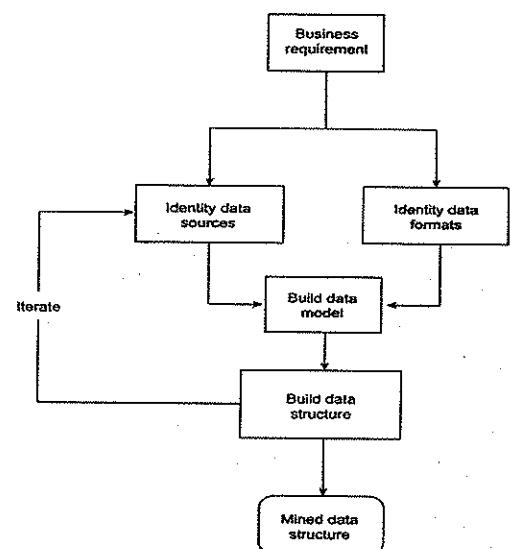 Business
requirement
Identity data
sources
Identity data
formats
Iterate
Build data
model
Build data
structure
Mined data
structure